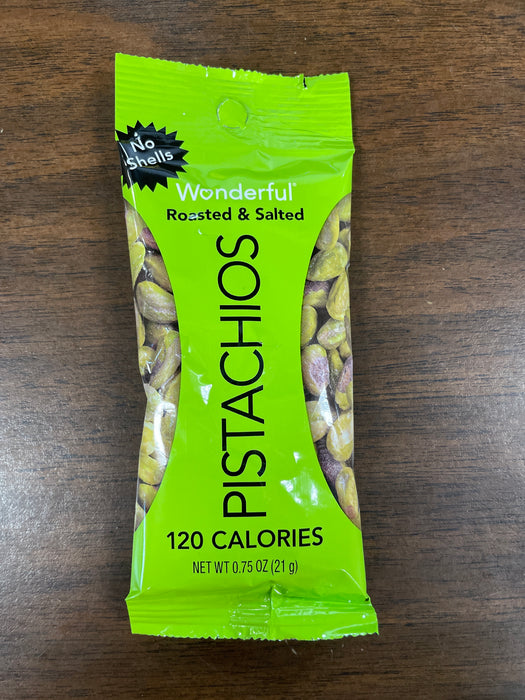 No
Shells
Wonderful®
Roasted & Salted
PISTACHIOS
120 CALORIES
NET WT 0.75 OZ (21 g)